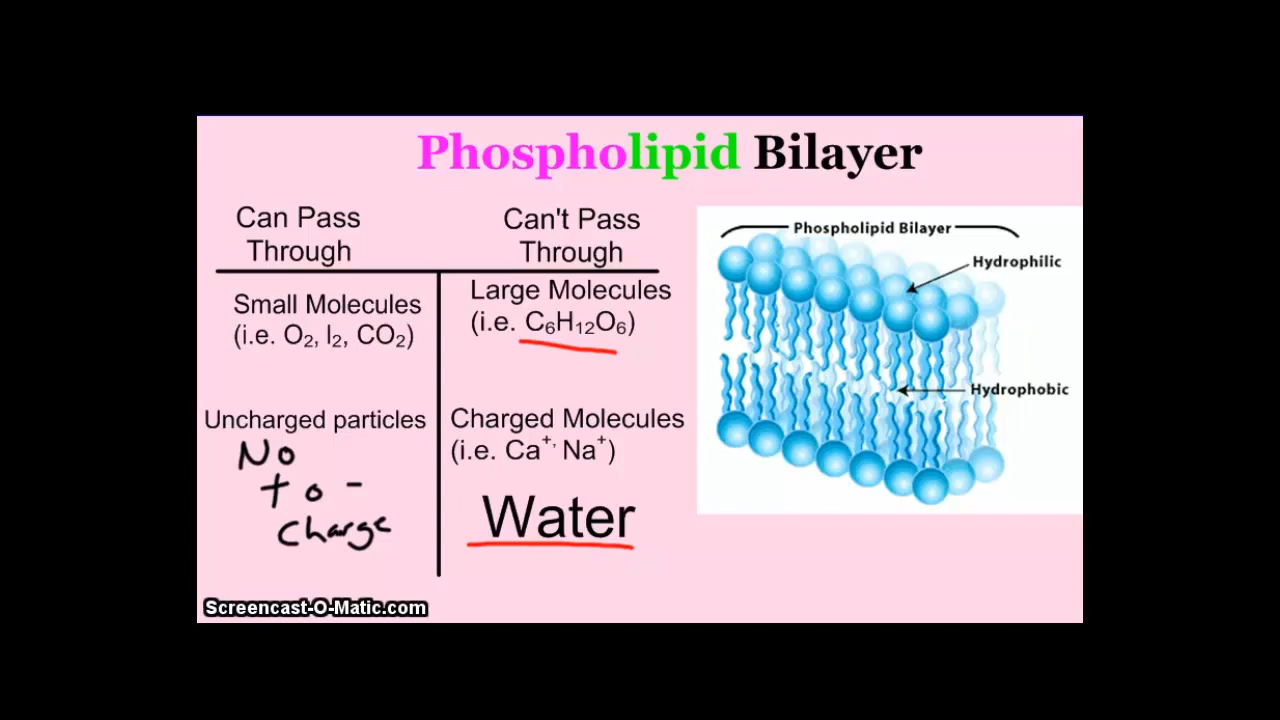 Phospholipid Bilayer
Can Pass
Through
Small Molecules
(i.e. O₂, I₂, CO₂)
Uncharged particles
No
+ o -
Charge
Can't Pass
Through
Large Molecules
(i.e. C₆H₁₂O₆)
Charged Molecules
(i.e. Ca⁺, Na⁺)
Water
Phospholipid Bilayer
Hydrophilic
Hydrophobic
Screencast-O-Matic.com